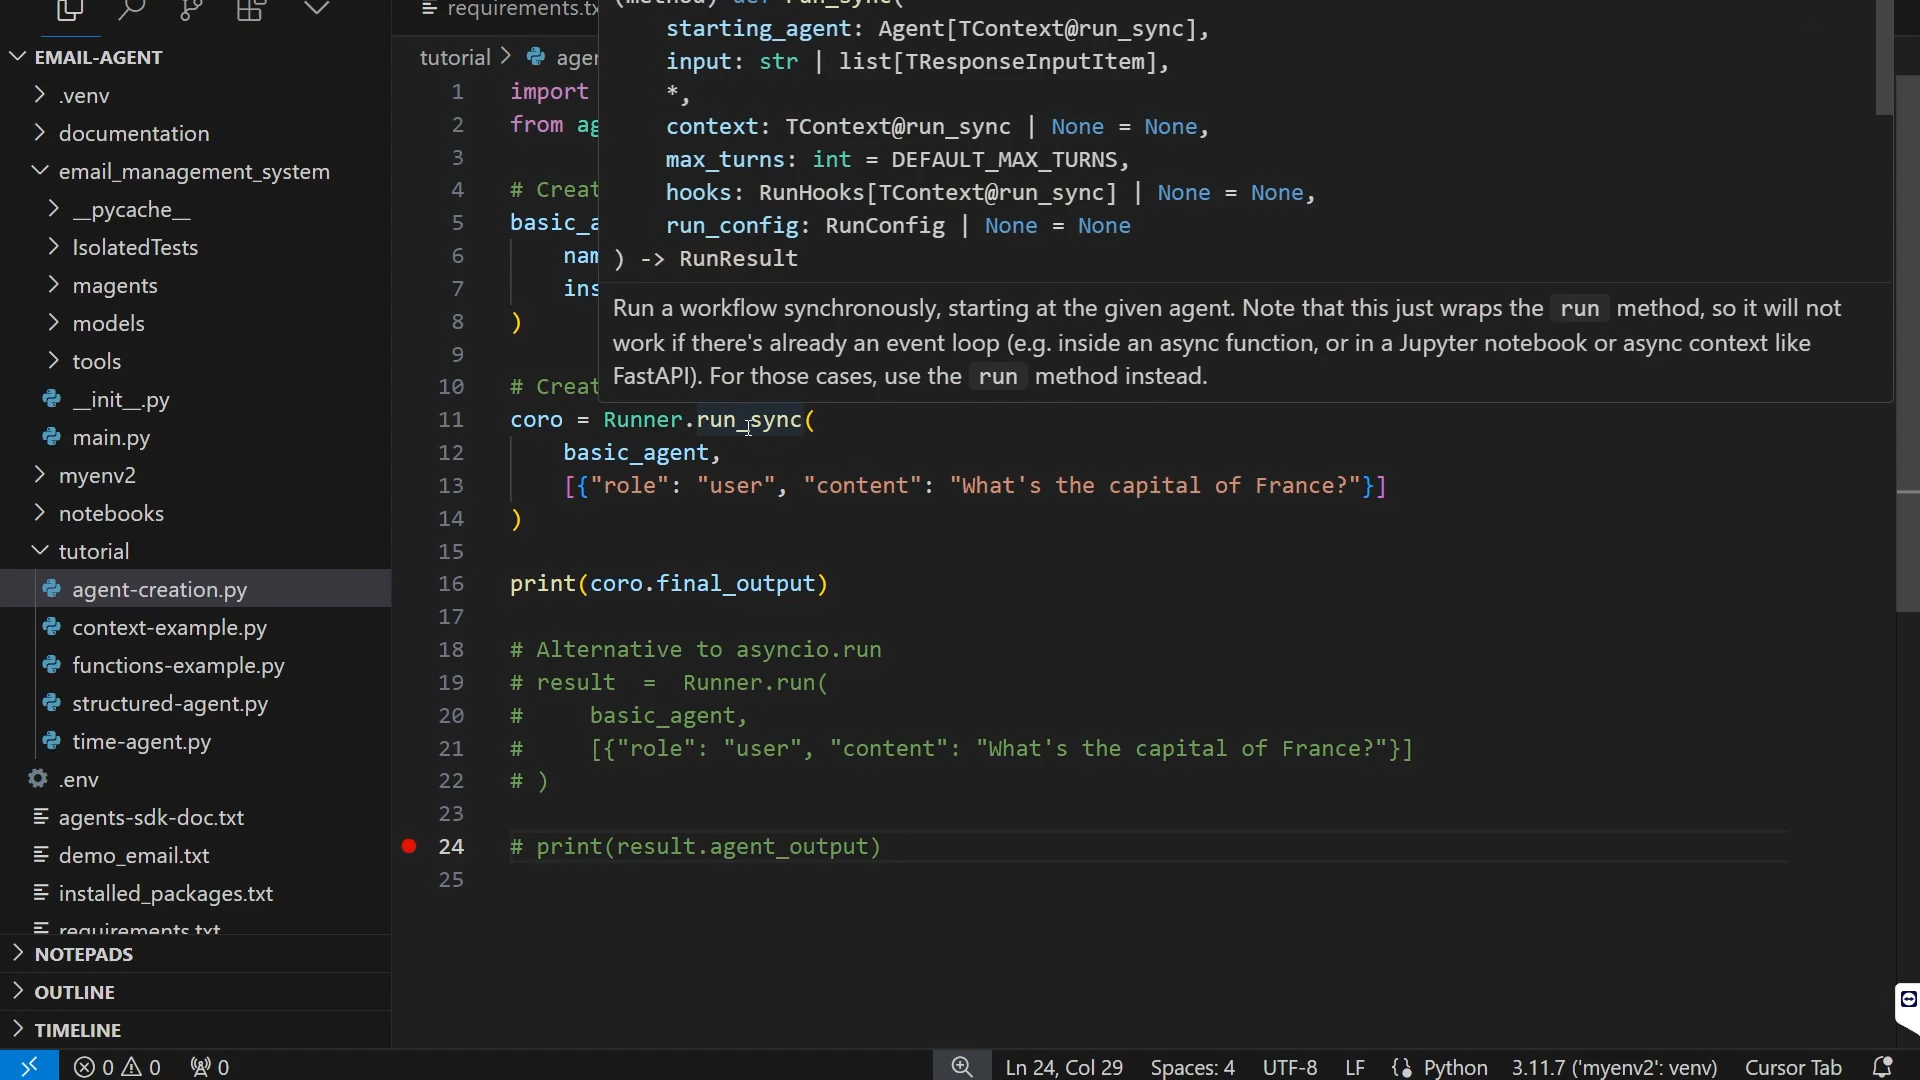 EMAIL-AGENT
.venv
documentation
email_management_system
__pycache__
IsolatedTests
magents
models
tools
__init__.py
main.py
myenv2
notebooks
tutorial
agent-creation.py
context-example.py
functions-example.py
structured-agent.py
time-agent.py
.env
agents-sdk-doc.txt
demo_email.txt
installed_packages.txt
requirements.txt
NOTEPADS
OUTLINE
TIMELINE
requirements.tx
tutorial > agen
(method) def run_sync(
starting_agent: Agent[TContext@run_sync],
input: str | list[TResponseInputItem],
*,
context: TContext@run_sync | None = None,
max_turns: int = DEFAULT_MAX_TURNS,
hooks: RunHooks[TContext@run_sync] | None = None,
run_config: RunConfig | None = None
) -> RunResult
Run a workflow synchronously, starting at the given agent. Note that this just wraps the run method, so it will not
work if there's already an event loop (e.g. inside an async function, or in a Jupyter notebook or async context like
FastAPI). For those cases, use the run method instead.
1 import
2 from ag
3
4 # Creat
5 basic_a
6 nam
7 ins
8 )
9
10 # Creat
11 coro = Runner.run_sync(
12 basic_agent,
13 [{"role": "user", "content": "What's the capital of France?"}]
14 )
15
16 print(coro.final_output)
17
18 # Alternative to asyncio.run
19 # result  =  Runner.run(
20 #     basic_agent,
21 #     [{"role": "user", "content": "What's the capital of France?"}]
22 # )
23
24 # print(result.agent_output)
25
0 0 0 Ln 24, Col 29 Spaces: 4 UTF-8 LF Python 3.11.7 ('myenv2': venv) Cursor Tab